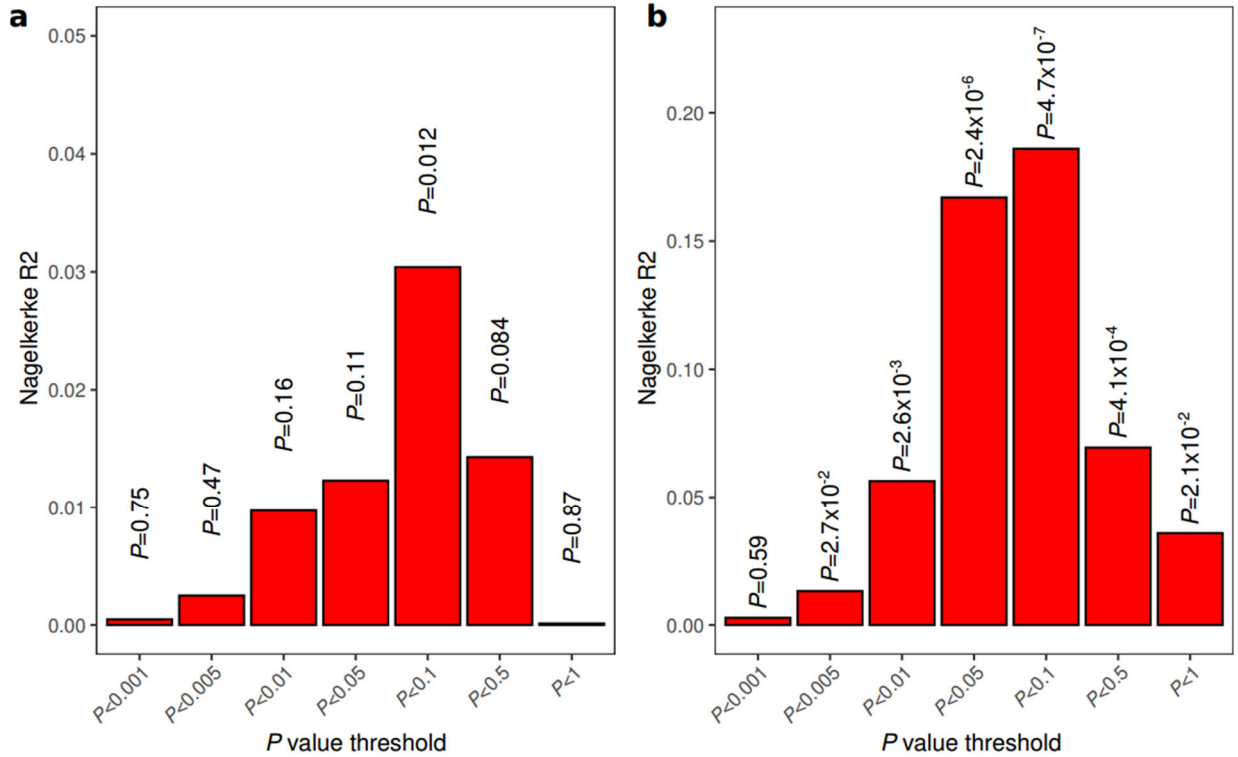 a
Nagelkerke R2
0.05
0.04
0.03
0.02
0.01
0.00
P=0.75
P=0.47
P=0.16
P=0.11
P=0.012
P=0.084
P=0.87
P<0.001
P<0.005
P<0.01
P<0.05
P<0.1
P<0.5
P<1
P value threshold
b
Nagelkerke R2
0.20
0.15
0.10
0.05
0.00
P=0.59
P=2.7x10⁻²
P=2.6x10⁻³
P=2.4x10⁻⁶
P=4.7x10⁻⁷
P=4.1x10⁻⁴
P=2.1x10⁻²
P<0.001
P<0.005
P<0.01
P<0.05
P<0.1
P<0.5
P<1
P value threshold